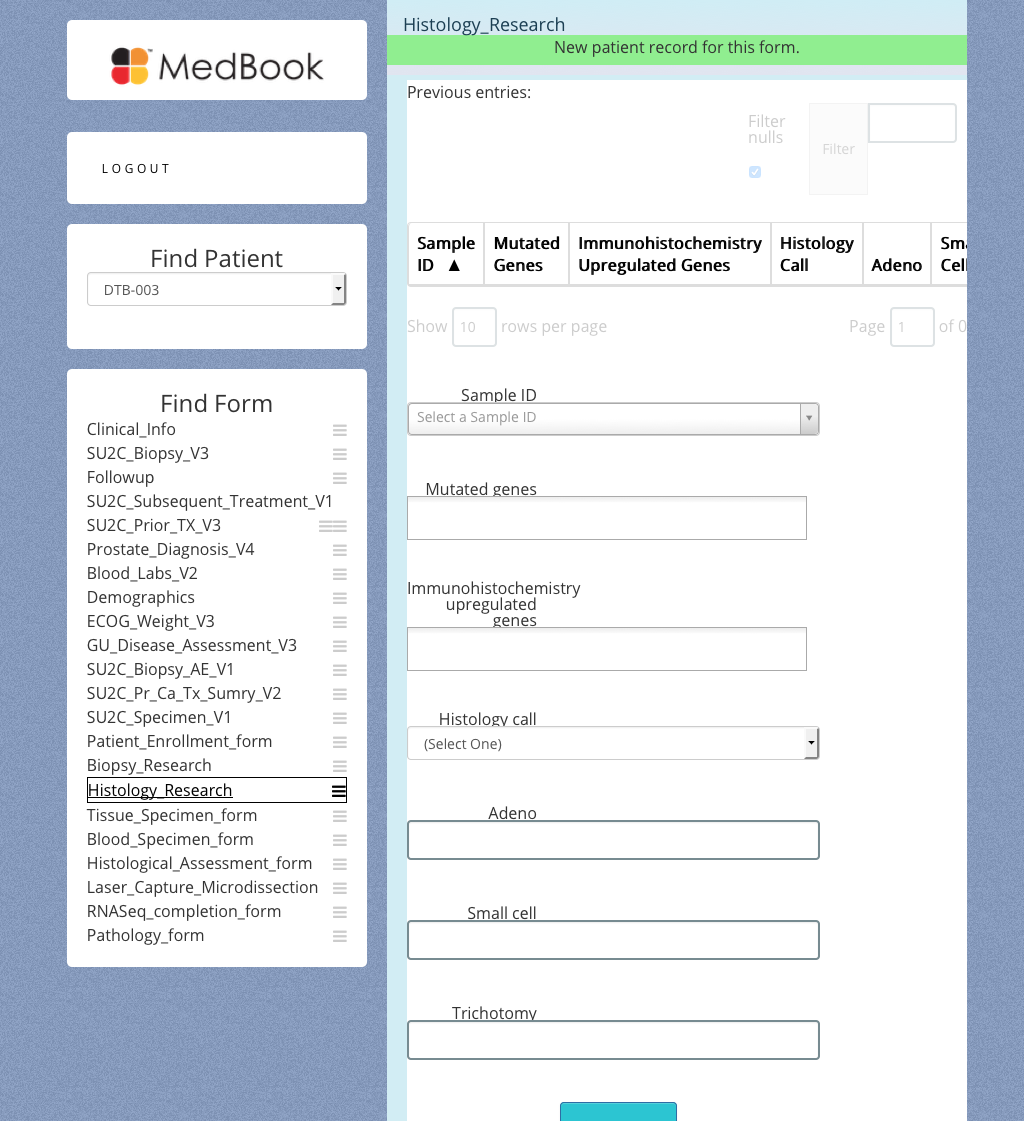 MedBook™
LOGOUT
Find Patient
DTB-003
Find Form
Clinical_Info
SU2C_Biopsy_V3
Followup
SU2C_Subsequent_Treatment_V1
SU2C_Prior_TX_V3
Prostate_Diagnosis_V4
Blood_Labs_V2
Demographics
ECOG_Weight_V3
GU_Disease_Assessment_V3
SU2C_Biopsy_AE_V1
SU2C_Pr_Ca_Tx_Sumry_V2
SU2C_Specimen_V1
Patient_Enrollment_form
Biopsy_Research
Histology_Research
Tissue_Specimen_form
Blood_Specimen_form
Histological_Assessment_form
Laser_Capture_Microdissection
RNASeq_completion_form
Pathology_form
Histology_Research
New patient record for this form.
Previous entries:
Filter
nulls
Filter
Sample
ID ▲
Mutated
Genes
Immunohistochemistry
Upregulated Genes
Histology
Call
Adeno
Sma
Cell
Show 10 rows per page
Page 1 of 0
Sample ID
Select a Sample ID
Mutated genes
Immunohistochemistry
upregulated
genes
Histology call
(Select One)
Adeno
Small cell
Trichotomy